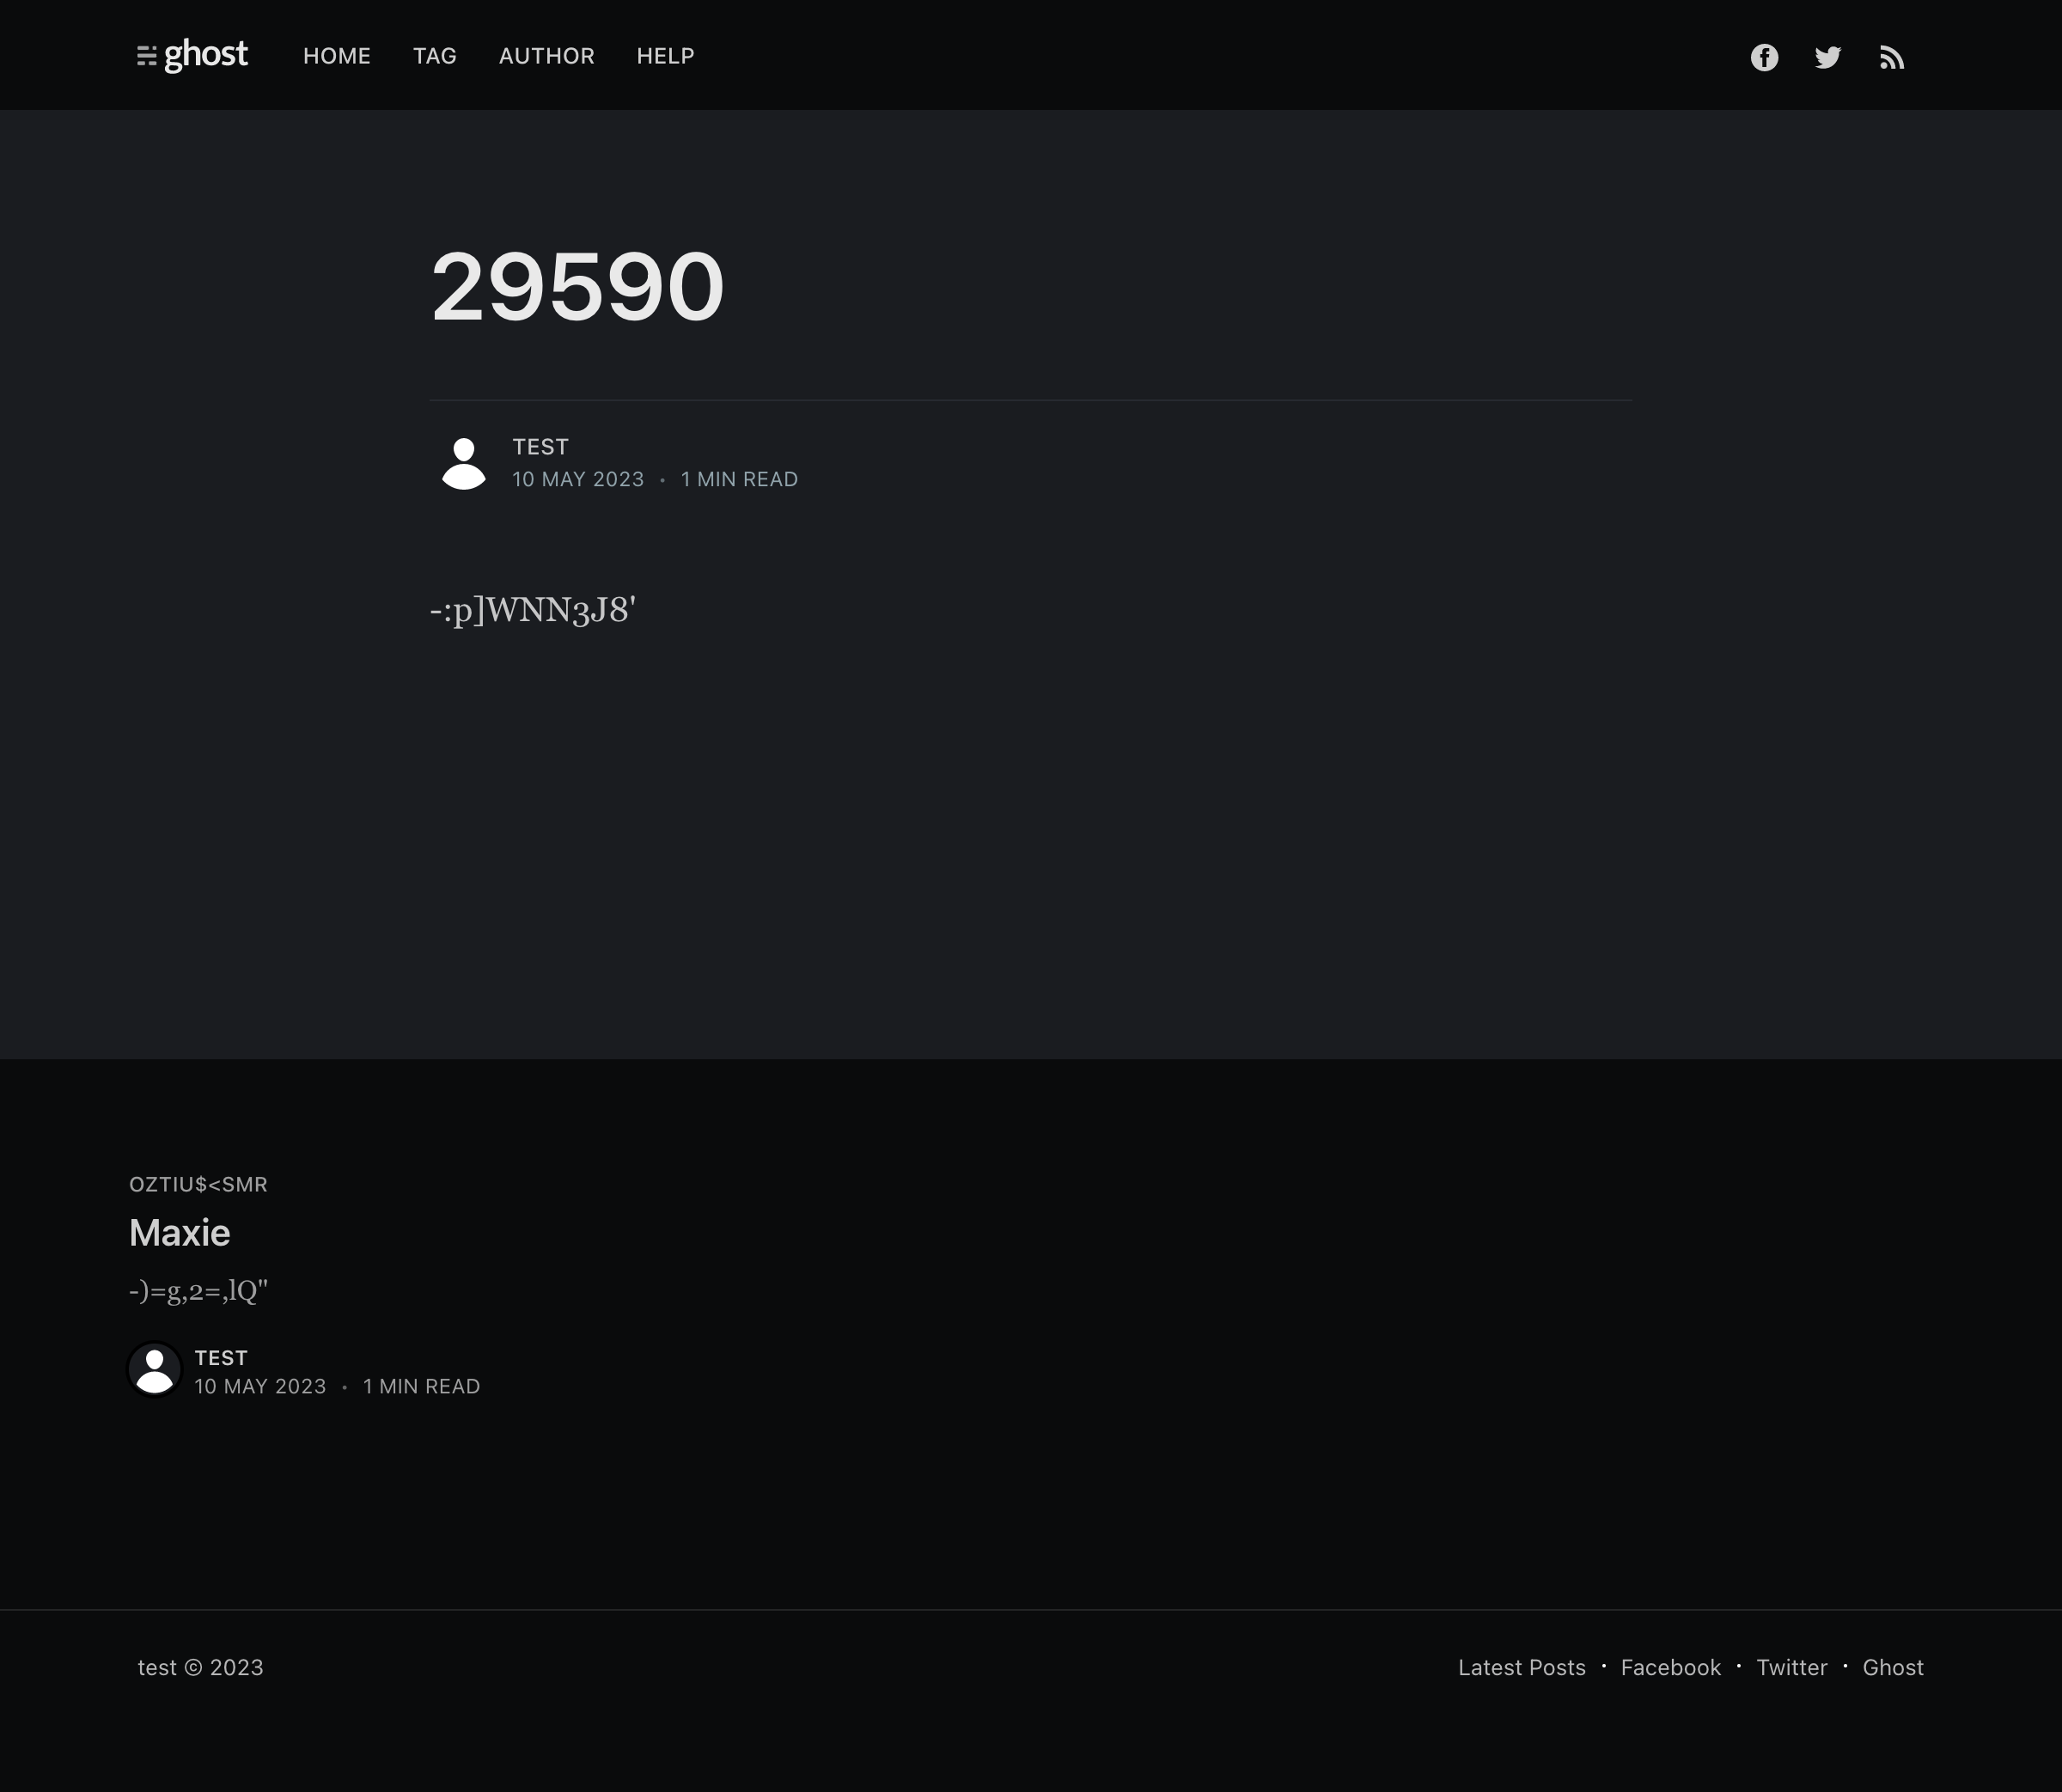 ghost HOME TAG AUTHOR HELP
29590
TEST
10 MAY 2023 • 1 MIN READ
-:p]WNN3J8'
OZTIU$<SMR
Maxie
-)=g,2=,lQ"
TEST
10 MAY 2023 • 1 MIN READ
test © 2023 Latest Posts • Facebook • Twitter • Ghost